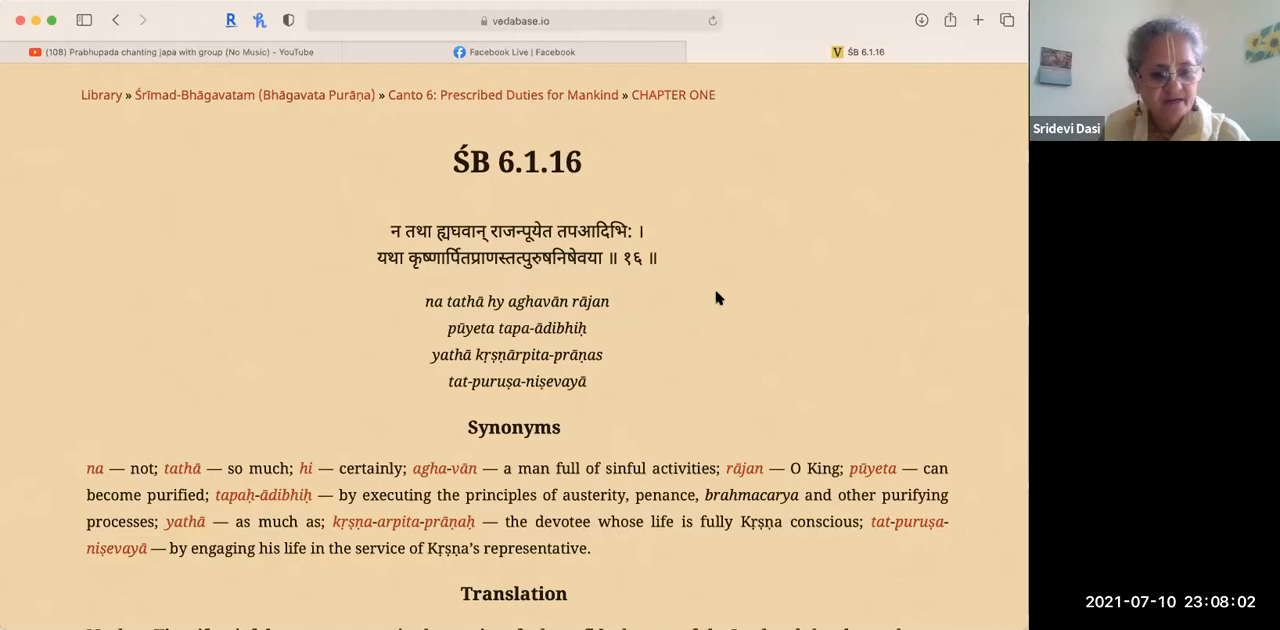 vedabase.io
(108) Prabhupada chanting japa with group (No Music) - YouTube
Facebook Live | Facebook
ŚB 6.1.16
Library » Śrīmad-Bhāgavatam (Bhāgavata Purāṇa) » Canto 6: Prescribed Duties for Mankind » CHAPTER ONE
Sridevi Dasi
ŚB 6.1.16
न तथा ह्यघवान् राजन्पूयेत तपआदिभि: ।
यथा कृष्णार्पितप्राणस्तत्पुरुषनिषेवया ॥ १६ ॥
na tathā hy aghavān rājan
pūyeta tapa-ādibhiḥ
yathā kṛṣṇārpita-prāṇas
tat-puruṣa-niṣevayā
Synonyms
na — not; tathā — so much; hi — certainly; agha-vān — a man full of sinful activities; rājan — O King; pūyeta — can
become purified; tapaḥ-ādibhiḥ — by executing the principles of austerity, penance, brahmacarya and other purifying
processes; yathā — as much as; kṛṣṇa-arpita-prāṇaḥ — the devotee whose life is fully Kṛṣṇa conscious; tat-puruṣa-
niṣevayā — by engaging his life in the service of Kṛṣṇa’s representative.
Translation
2021-07-10 23:08:02